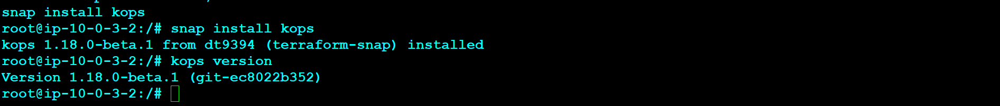 snap install kops
root@ip-10-0-3-2:/# snap install kops
kops 1.18.0-beta.1 from dt9394 (terraform-snap) installed
root@ip-10-0-3-2:/# kops version
Version 1.18.0-beta.1 (git-ec8022b352)
root@ip-10-0-3-2:/#